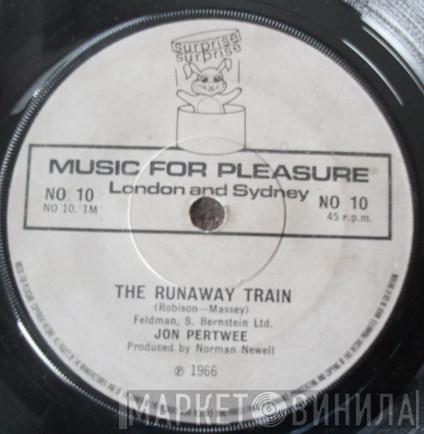 surprise
surprise
MUSIC FOR PLEASURE
London and Sydney
NO 10
NO 10. 1M
NO 10
45 r.p.m.
THE RUNAWAY TRAIN
(Robison—Massey)
Feldman, S. Bernstein Ltd.
JON PERTWEE
Produced by Norman Newell
℗ 1966
МАРКЕТ ВИНИЛА